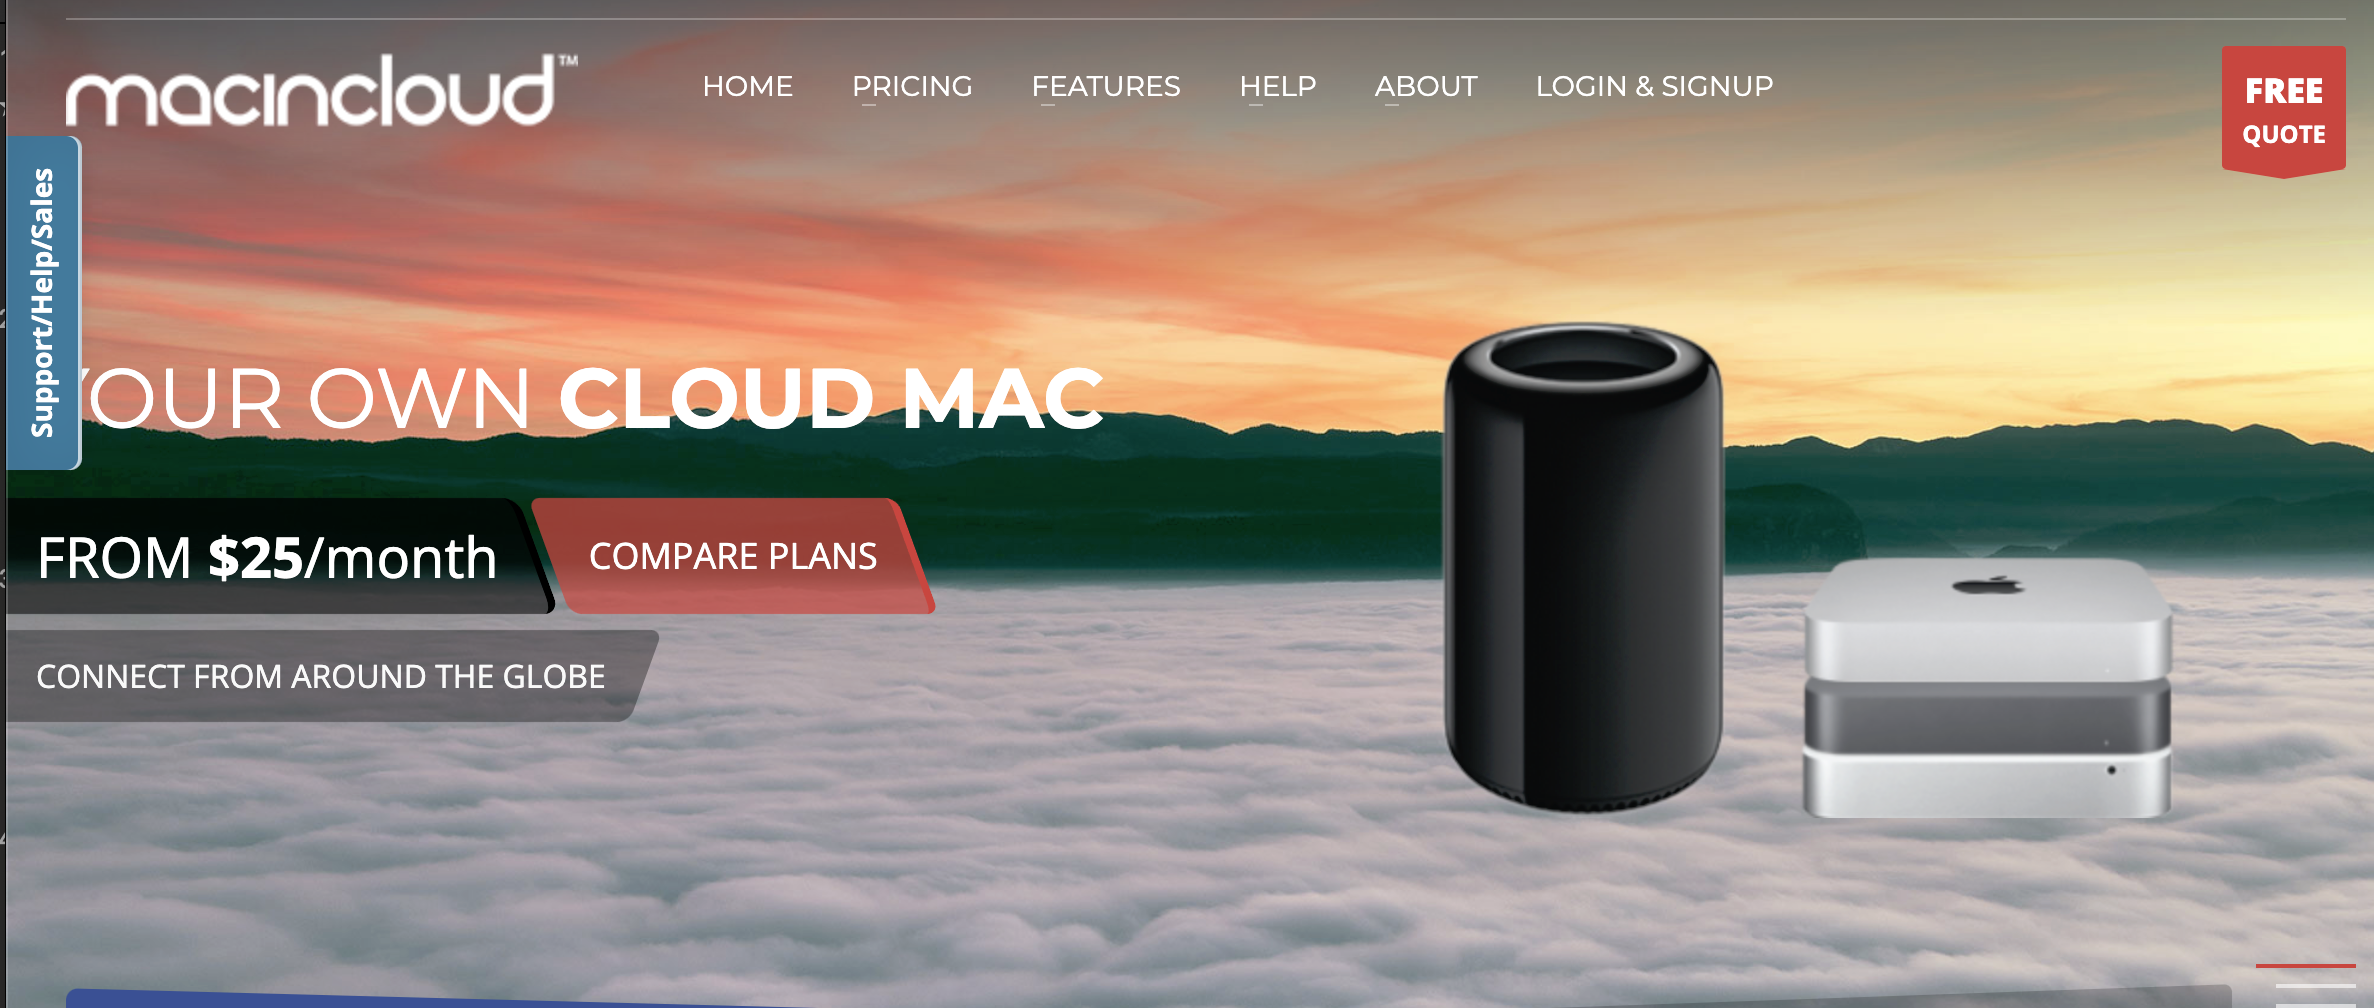 macincloud™
HOME PRICING FEATURES HELP ABOUT LOGIN & SIGNUP
FREE
QUOTE
Support/Help/Sales
YOUR OWN CLOUD MAC
FROM $25/month
COMPARE PLANS
CONNECT FROM AROUND THE GLOBE